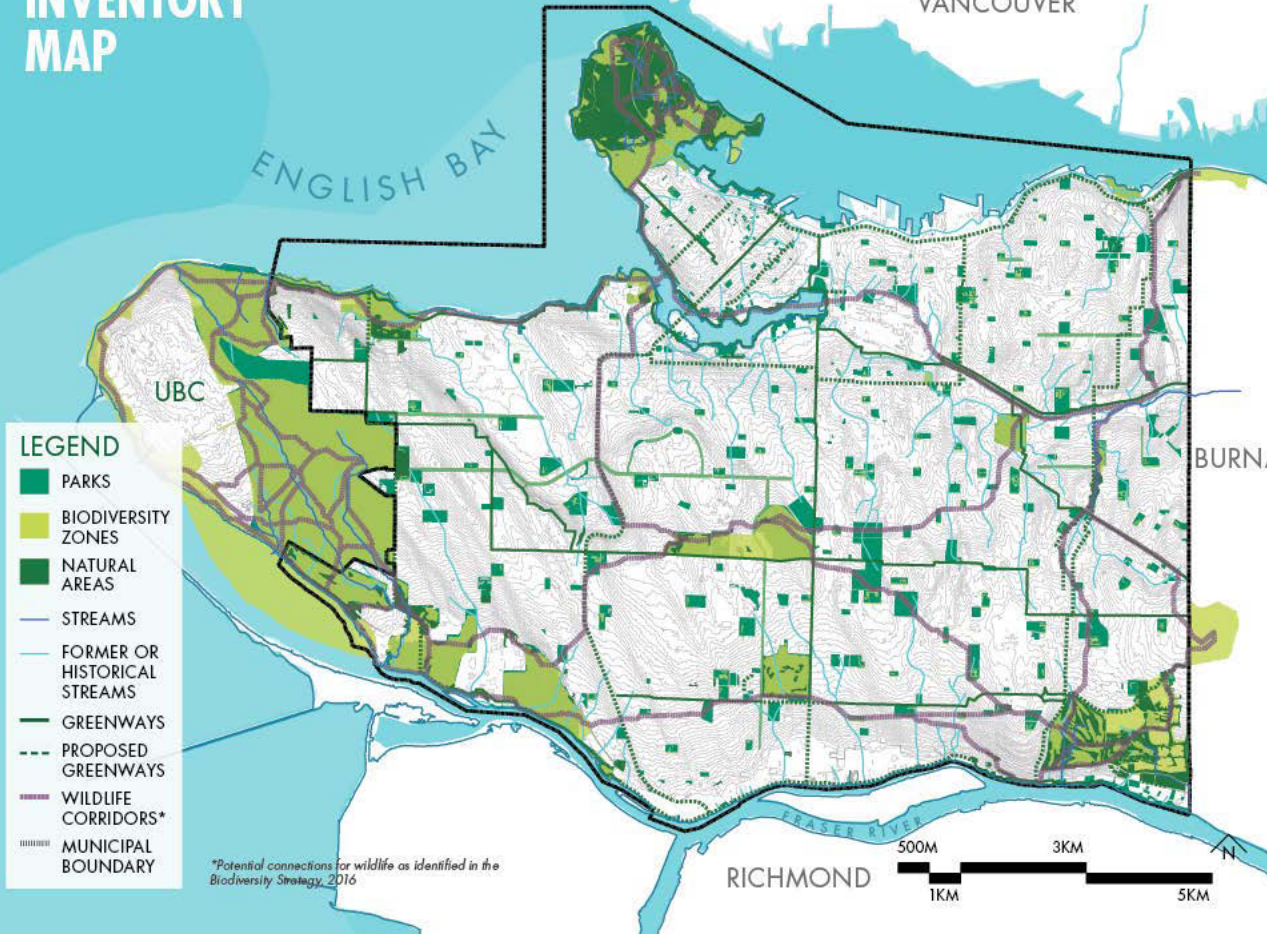 INVENTORY
MAP
VANCOUVER
ENGLISH BAY
UBC
BURNA
LEGEND
PARKS
BIODIVERSITY
ZONES
NATURAL
AREAS
STREAMS
FORMER OR
HISTORICAL
STREAMS
GREENWAYS
PROPOSED
GREENWAYS
WILDLIFE
CORRIDORS*
MUNICIPAL
BOUNDARY
*Potential connections for wildlife as identified in the
Biodiversity Strategy, 2016
FRASER RIVER
RICHMOND
500M 3KM
1KM 5KM
N